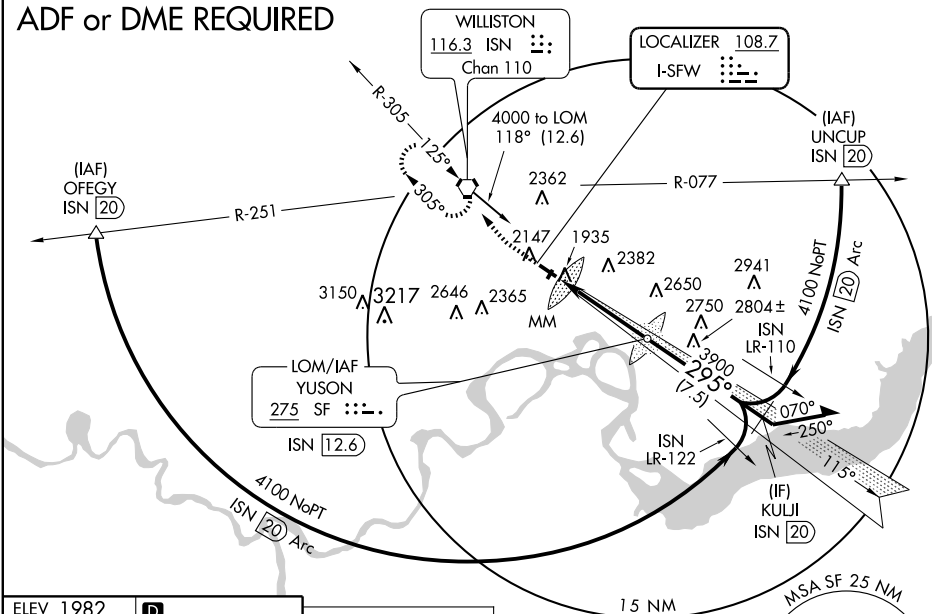 ADF or DME REQUIRED
WILLISTON
116.3 ISN
Chan 110
LOCALIZER 108.7
I-SFW
R-305
125°
305°
4000 to LOM
118° (12.6)
(IAF)
UNCUP
ISN 20
(IAF)
OFEGY
ISN 20
R-251
R-077
2362
2147
1935
2382
2941
2650
2750
2804±
3150
3217
2646
2365
MM
ISN
LR-110
4100 NoPT
ISN 20 Arc
LOM/IAF
YUSON
275 SF
ISN 12.6
3900
295°
(7.5)
070°
250°
115°
ISN
LR-122
(IF)
KULJI
ISN 20
4100 NoPT
ISN 20 Arc
15 NM
MSA SF 25 NM
ELEV 1982
D